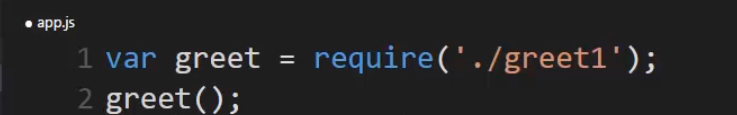 ● app.js
1 var greet = require('./greet1');
2 greet();